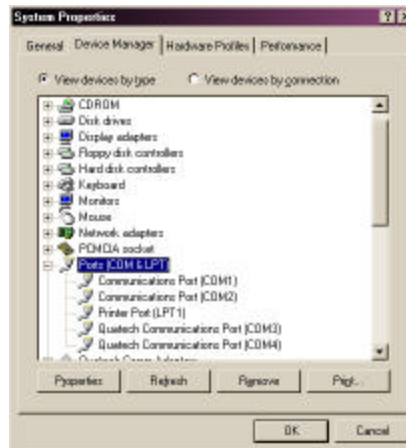 System Properties
General Device Manager Hardware Profiles Performance
View devices by type View devices by connection
CDROM
Disk drives
Display adapters
Floppy disk controllers
Hard disk controllers
Keyboard
Monitors
Mouse
Network adapters
PCMCIA socket
Ports (COM & LPT)
Communications Port (COM1)
Communications Port (COM2)
Printer Port (LPT1)
Quatech Communications Port (COM3)
Quatech Communications Port (COM4)
Properties Refresh Remove Print...
OK Cancel